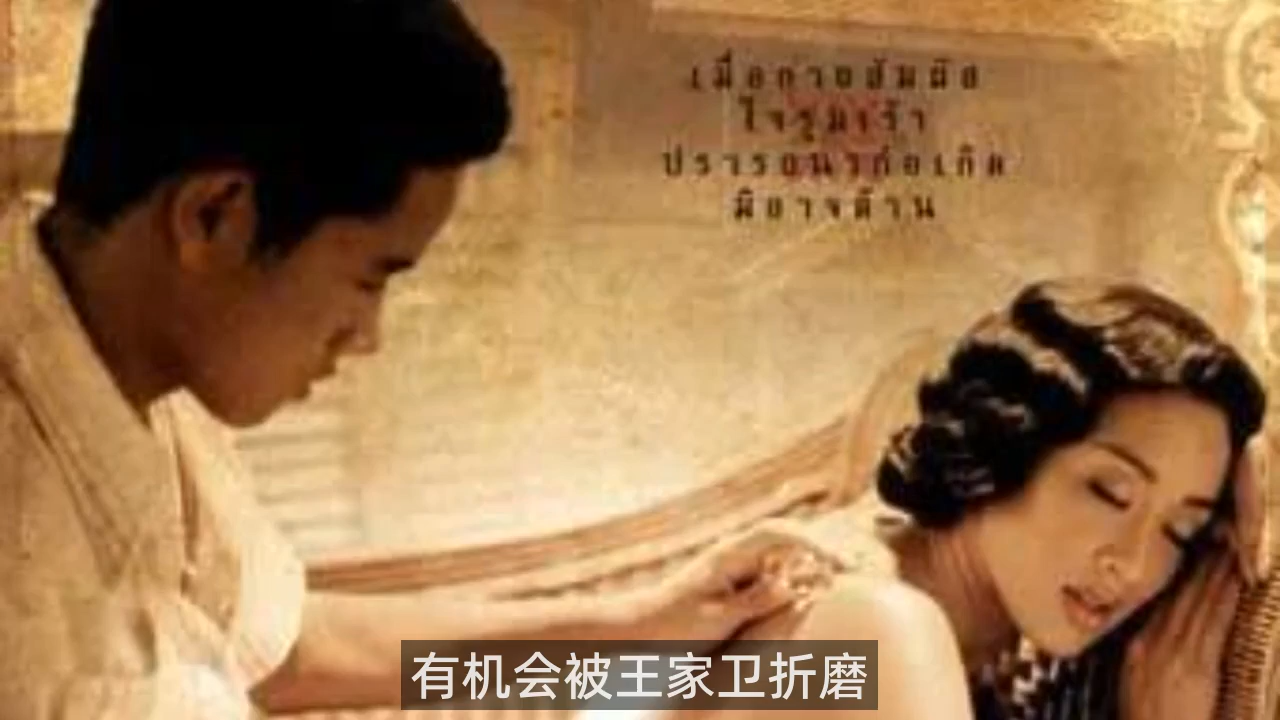 เมื่อกายสัมผัส
ใจรุมเร้า
ปรารถนาก่อเกิด
มิอาจต้าน
有机会被王家卫折磨